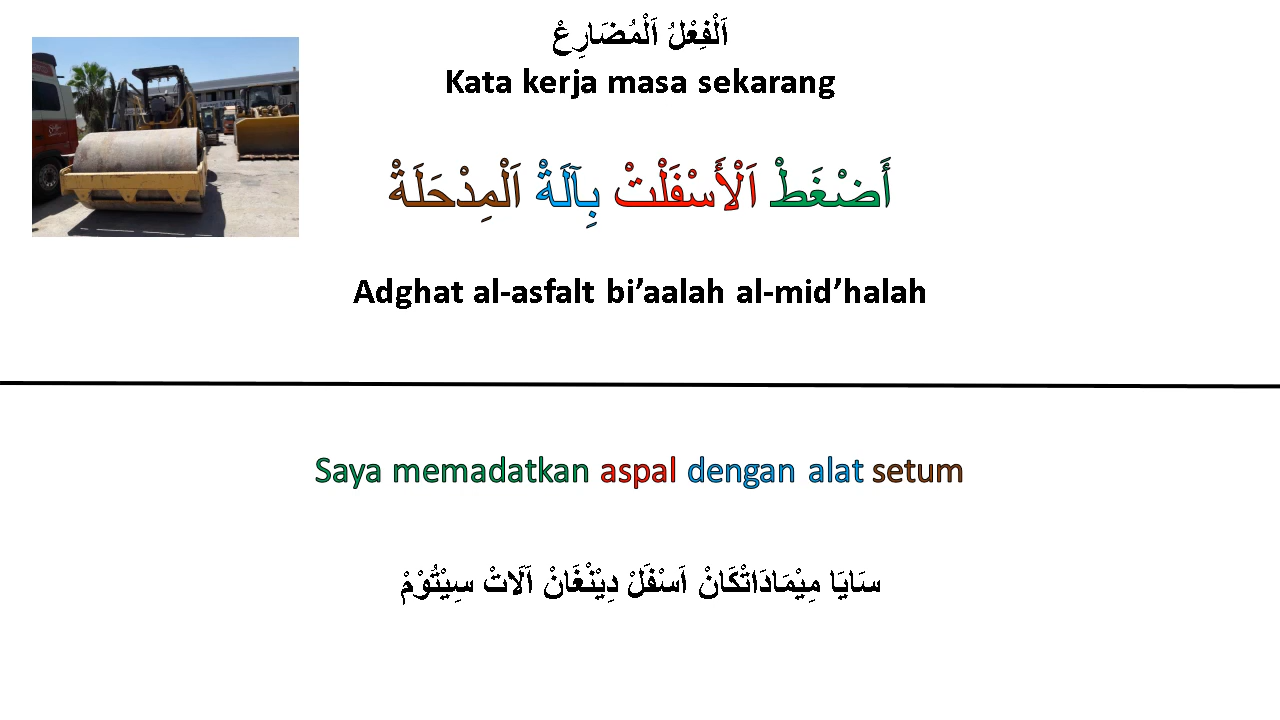 اَلْفِعْلُ اَلْمُضَارِعْ
Kata kerja masa sekarang
أَضْغَطْ اَلْأَسْفَلْتْ بِآلَةْ اَلْمِدْحَلَةْ
Adghat al-asfalt bi’aalah al-mid’halah
Saya memadatkan aspal dengan alat setum
سَايَا مِيْمَادَاتْكَانْ اَسْفَلْ دِيْنْغَانْ اَلَاتْ سِيْتُوْمْ